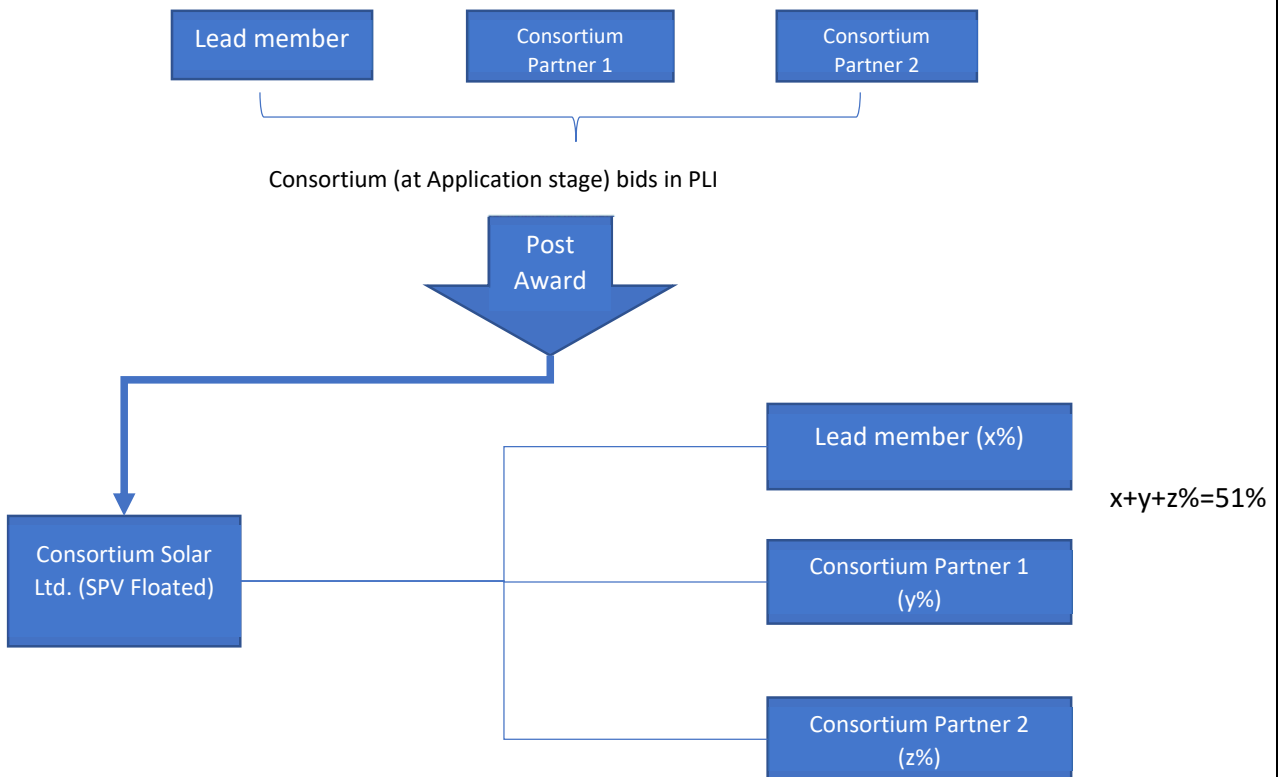 Lead member
Consortium
Partner 1
Consortium
Partner 2
Consortium (at Application stage) bids in PLI
Post
Award
Lead member (x%)
x+y+z%=51%
Consortium Solar
Ltd. (SPV Floated)
Consortium Partner 1
(y%)
Consortium Partner 2
(z%)